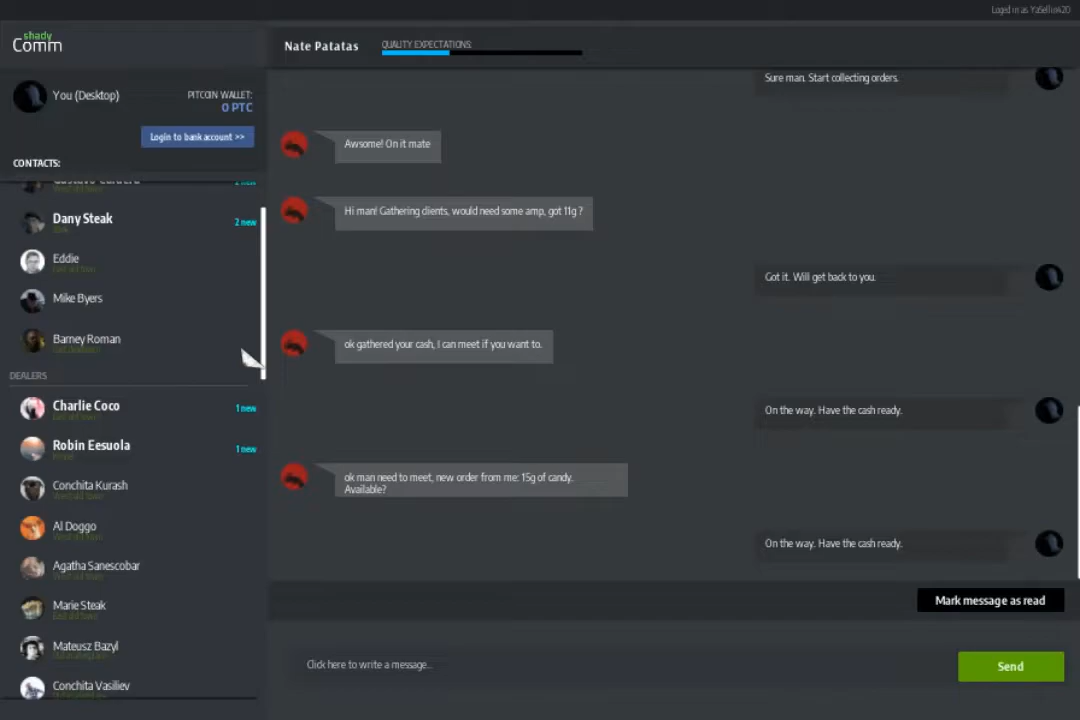 Loged in as YaSellin420
shady
Comm
Nate Patatas
QUALITY EXPECTATIONS:
You (Desktop)
PITCOIN WALLET:
0 PTC
Login to bank account >>
CONTACTS:
2 new
Dany Steak
2 new
Eddie
Mike Byers
Barney Roman
DEALERS
Charlie Coco
1 new
Robin Eesuola
1 new
Conchita Kurash
Al Doggo
Agatha Sanescobar
Marie Steak
Mateusz Bazyl
Conchita Vasiliev
Sure man. Start collecting orders.
Awsome! On it mate
Hi man! Gathering clients, would need some amp, got 11g ?
Got it. Will get back to you.
ok gathered your cash, I can meet if you want to.
On the way. Have the cash ready.
ok man need to meet, new order from me: 15g of candy.
Available?
On the way. Have the cash ready.
Mark message as read
Click here to write a message...
Send